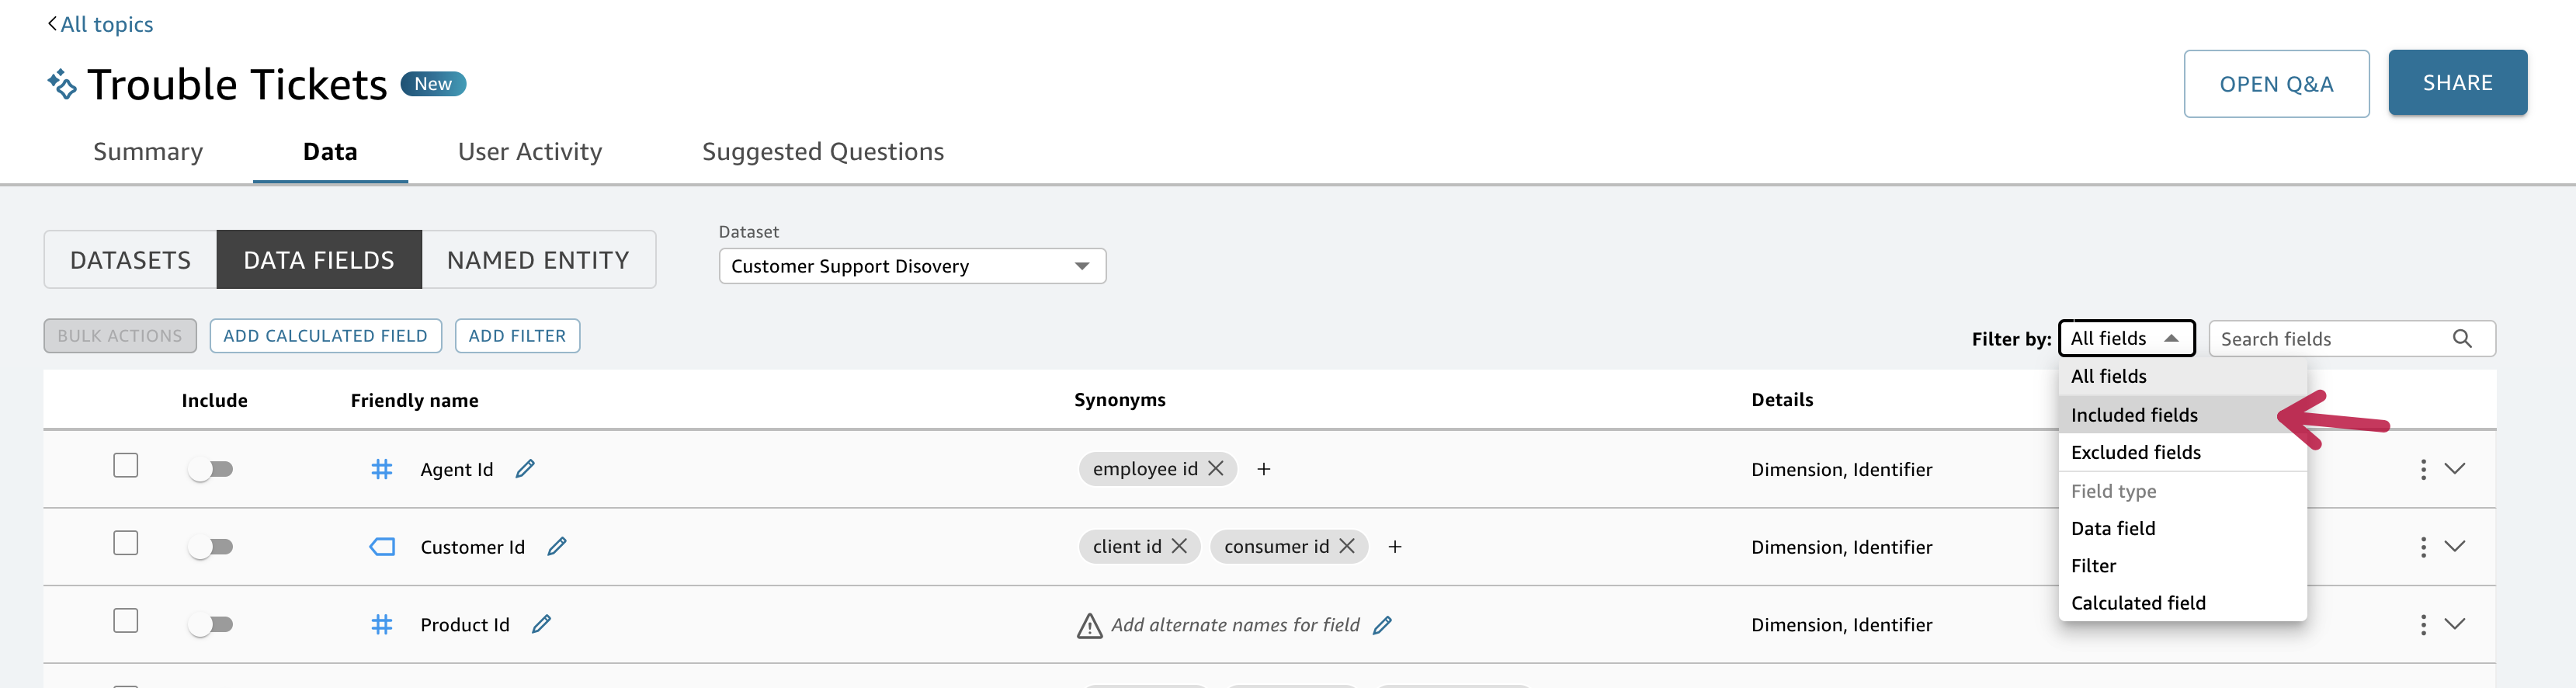 All topics
Trouble Tickets New
OPEN Q&A SHARE
Summary Data User Activity Suggested Questions
Dataset
DATASETS DATA FIELDS NAMED ENTITY
Customer Support Disovery
BULK ACTIONS ADD CALCULATED FIELD ADD FILTER
Filter by: All fields Search fields
All fields
Included fields
Excluded fields
Field type
Data field
Filter
Calculated field
Include Friendly name Synonyms Details
Agent Id employee id Dimension, Identifier
Customer Id client id consumer id Dimension, Identifier
Product Id Add alternate names for field Dimension, Identifier